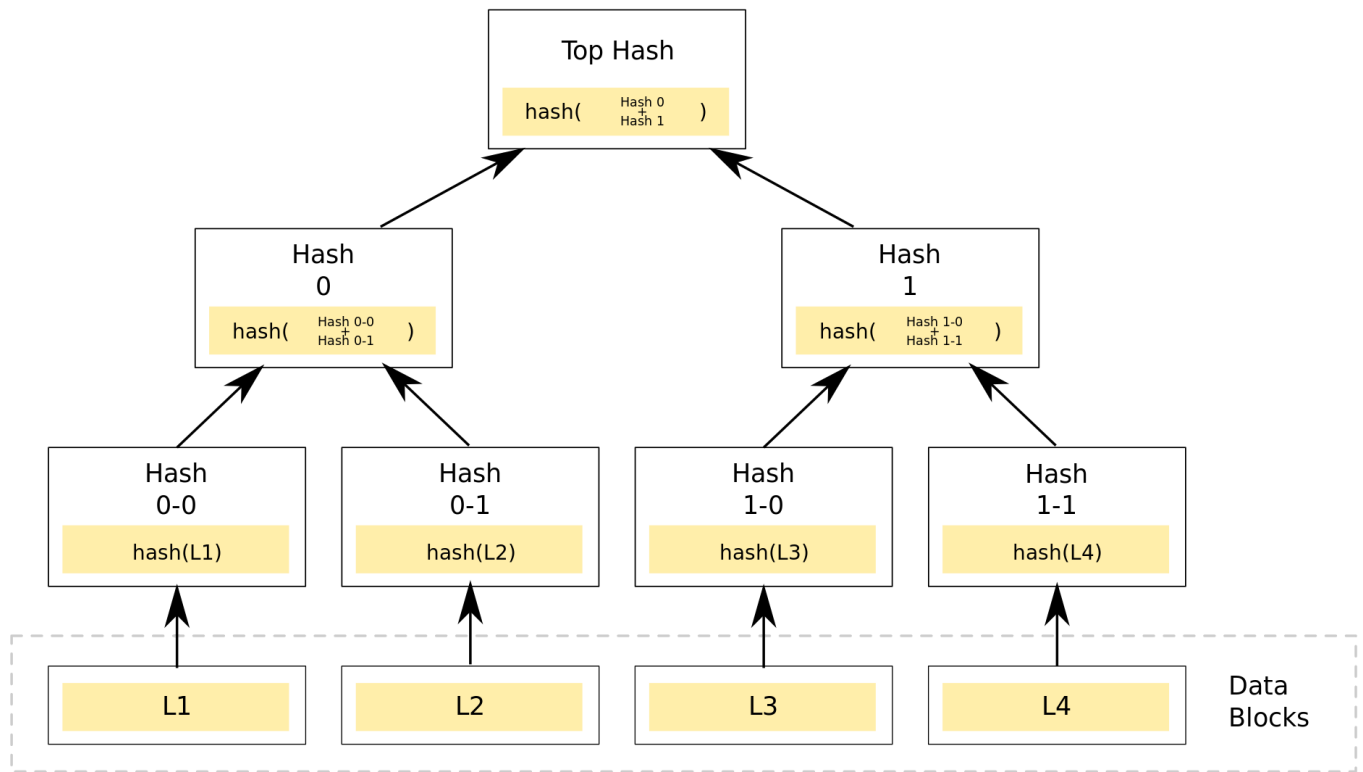 Top Hash
hash( Hash 0 + Hash 1 )
Hash
0
hash( Hash 0-0 + Hash 0-1 )
Hash
1
hash( Hash 1-0 + Hash 1-1 )
Hash
0-0
hash(L1)
Hash
0-1
hash(L2)
Hash
1-0
hash(L3)
Hash
1-1
hash(L4)
L1
L2
L3
L4
Data
Blocks